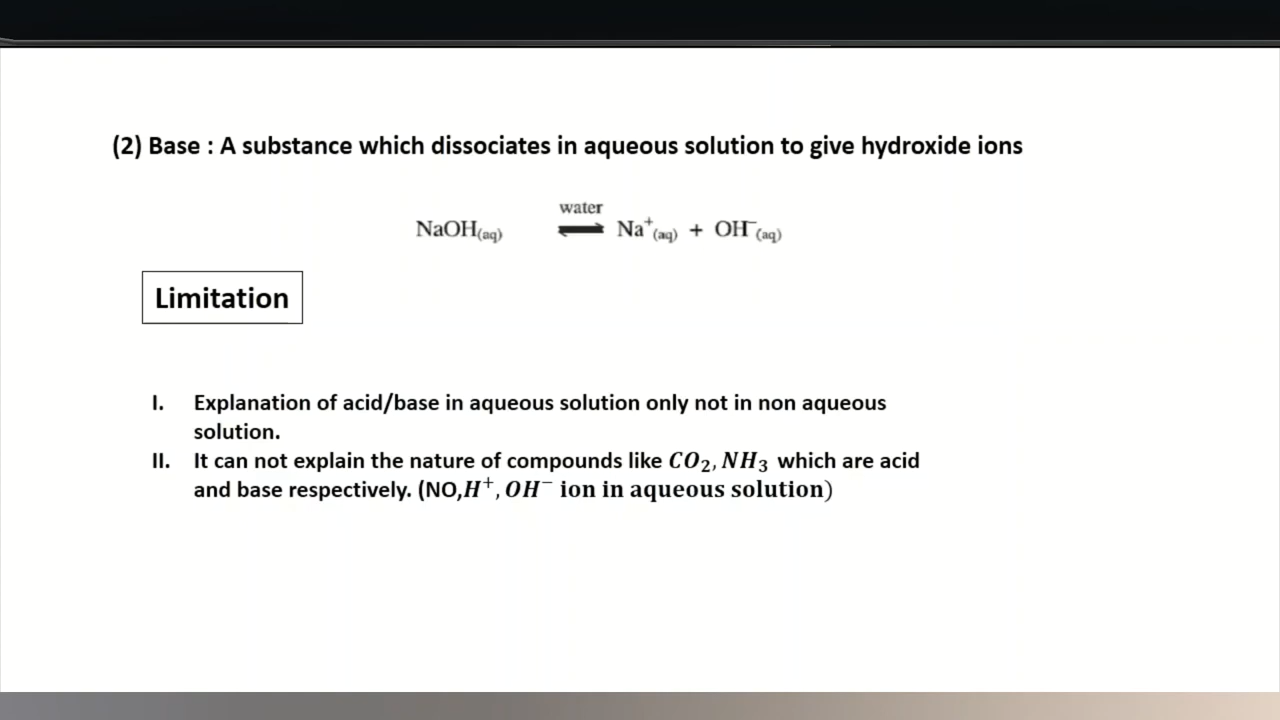 (2) Base : A substance which dissociates in aqueous solution to give hydroxide ions
water
NaOH(aq) ⇌ Na⁺(aq) + OH⁻(aq)
Limitation
I. Explanation of acid/base in aqueous solution only not in non aqueous
solution.
II. It can not explain the nature of compounds like CO₂, NH₃ which are acid
and base respectively. (NO,H⁺, OH⁻ ion in aqueous solution)